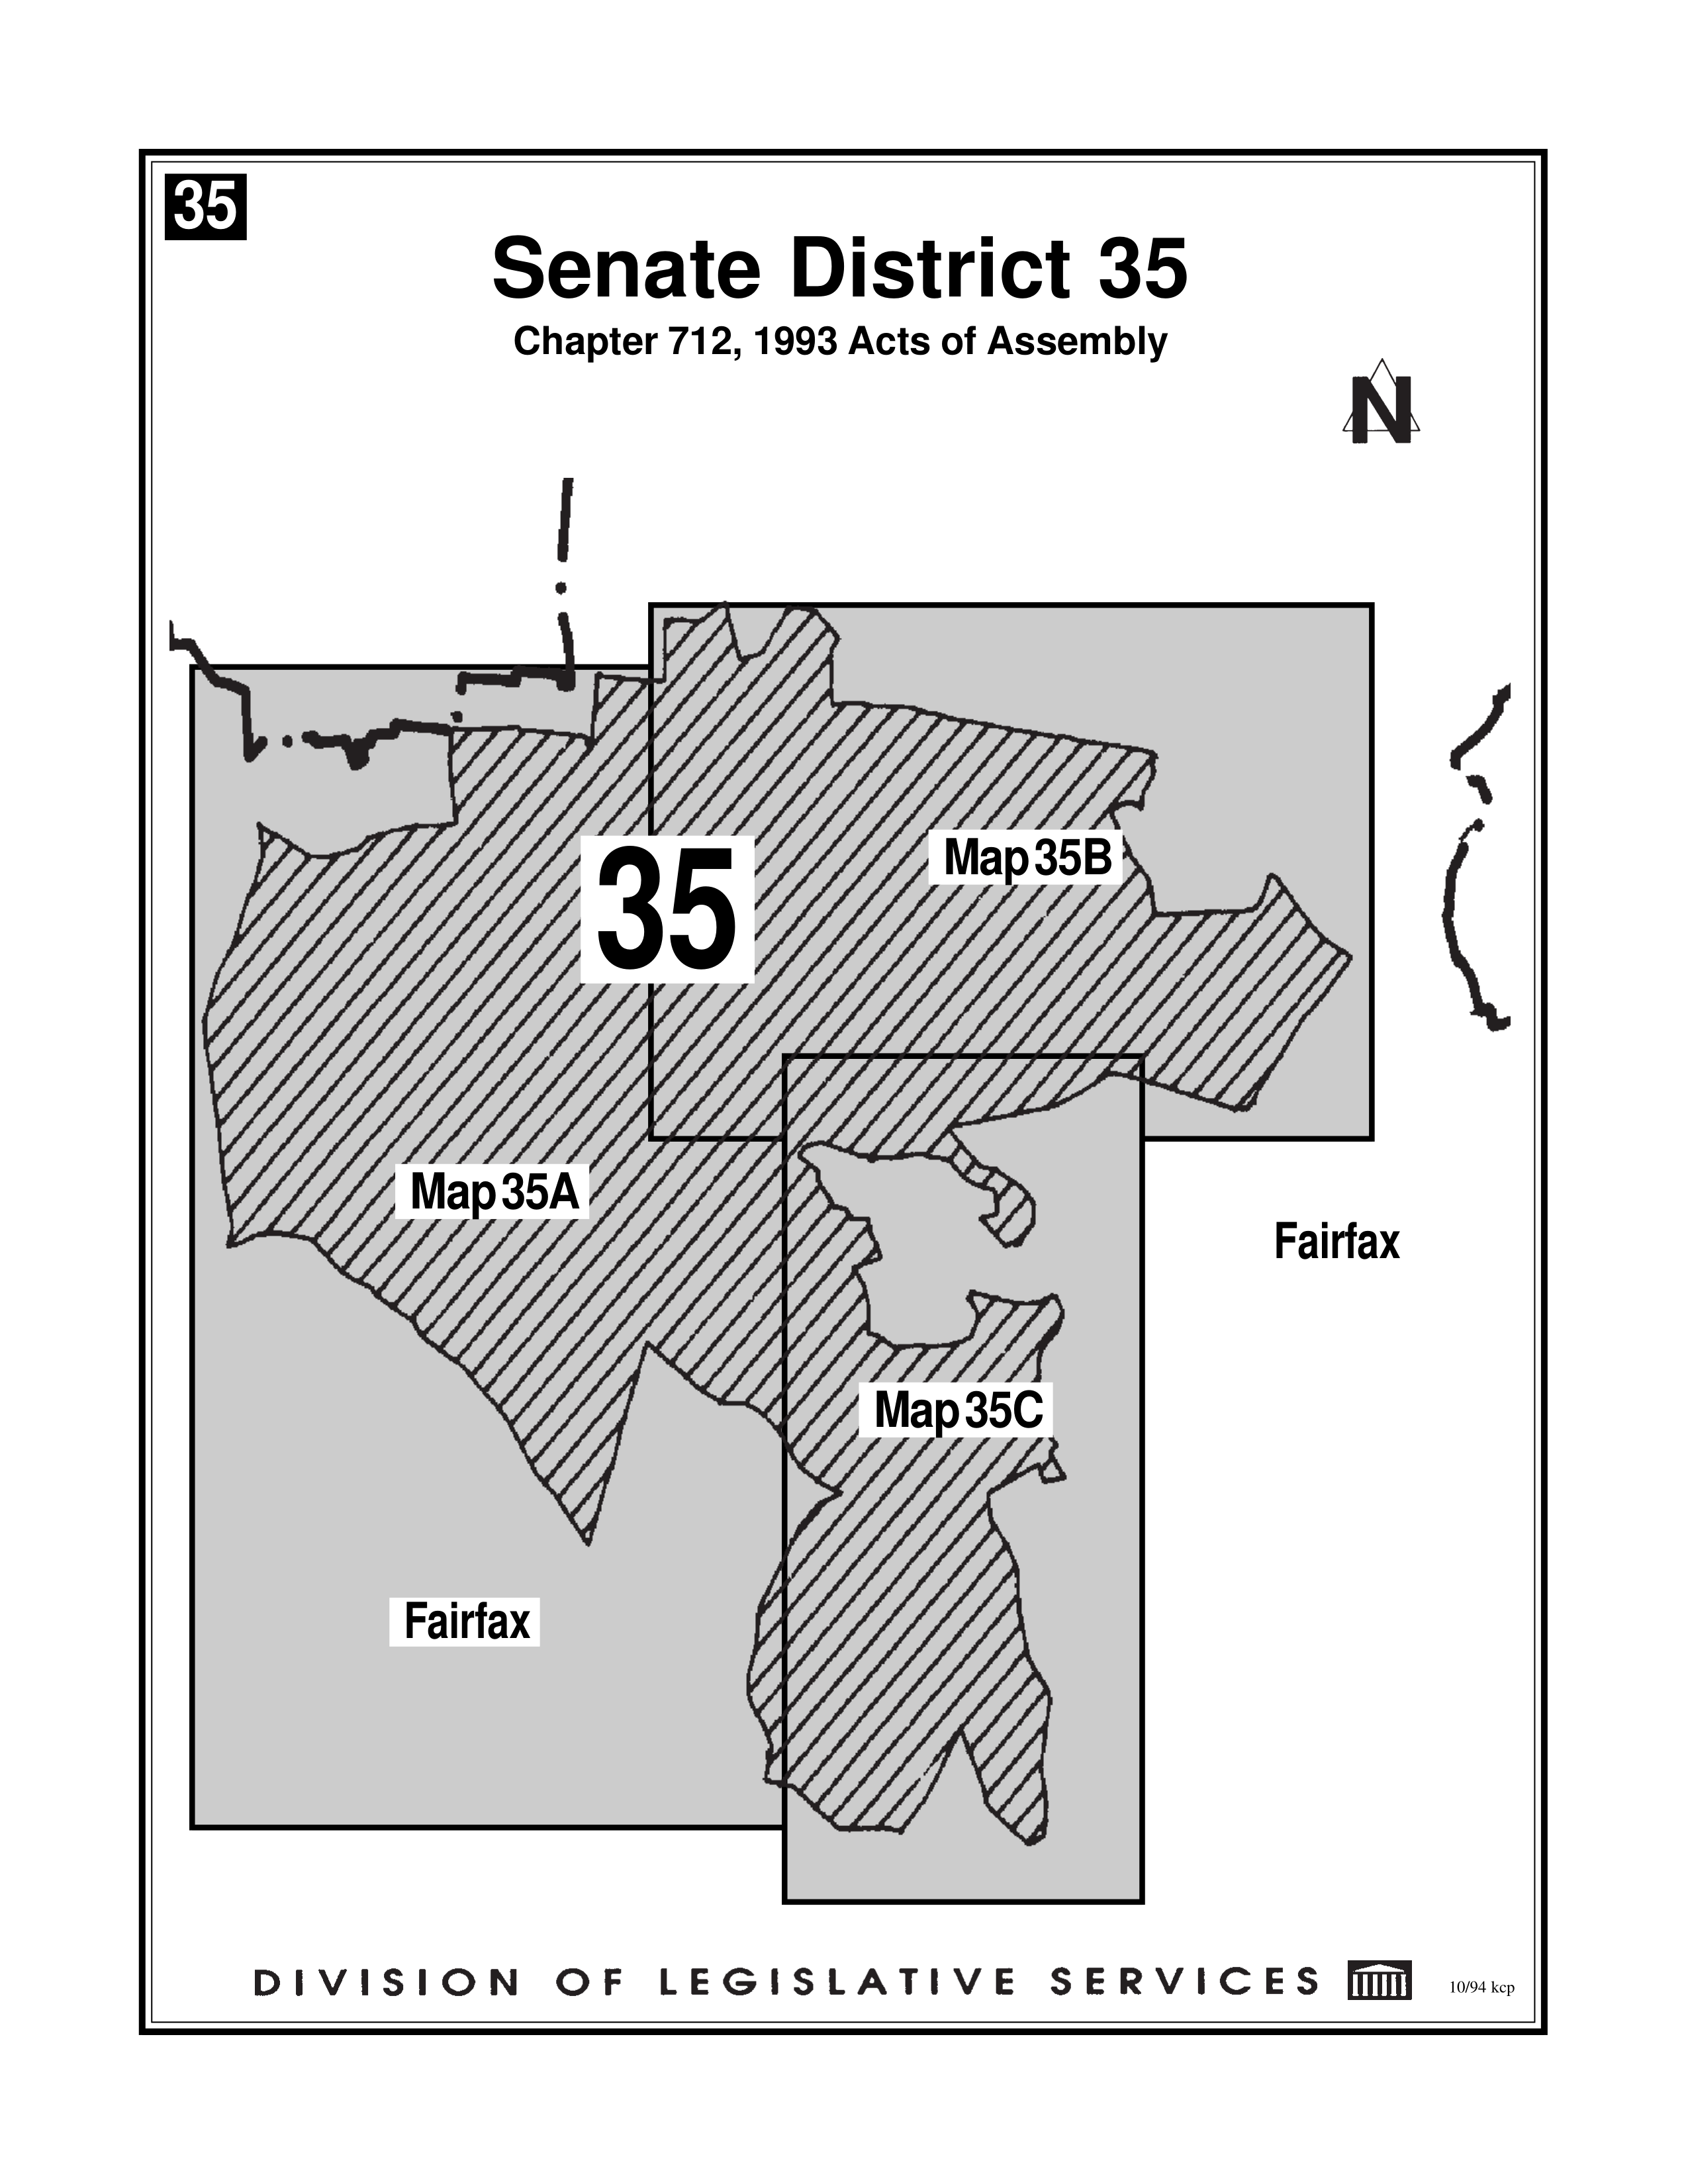 35
Senate District 35
Chapter 712, 1993 Acts of Assembly
N
Map 35B
35
Map 35A
Fairfax
Map 35C
Fairfax
DIVISION OF LEGISLATIVE SERVICES
10/94 kcp